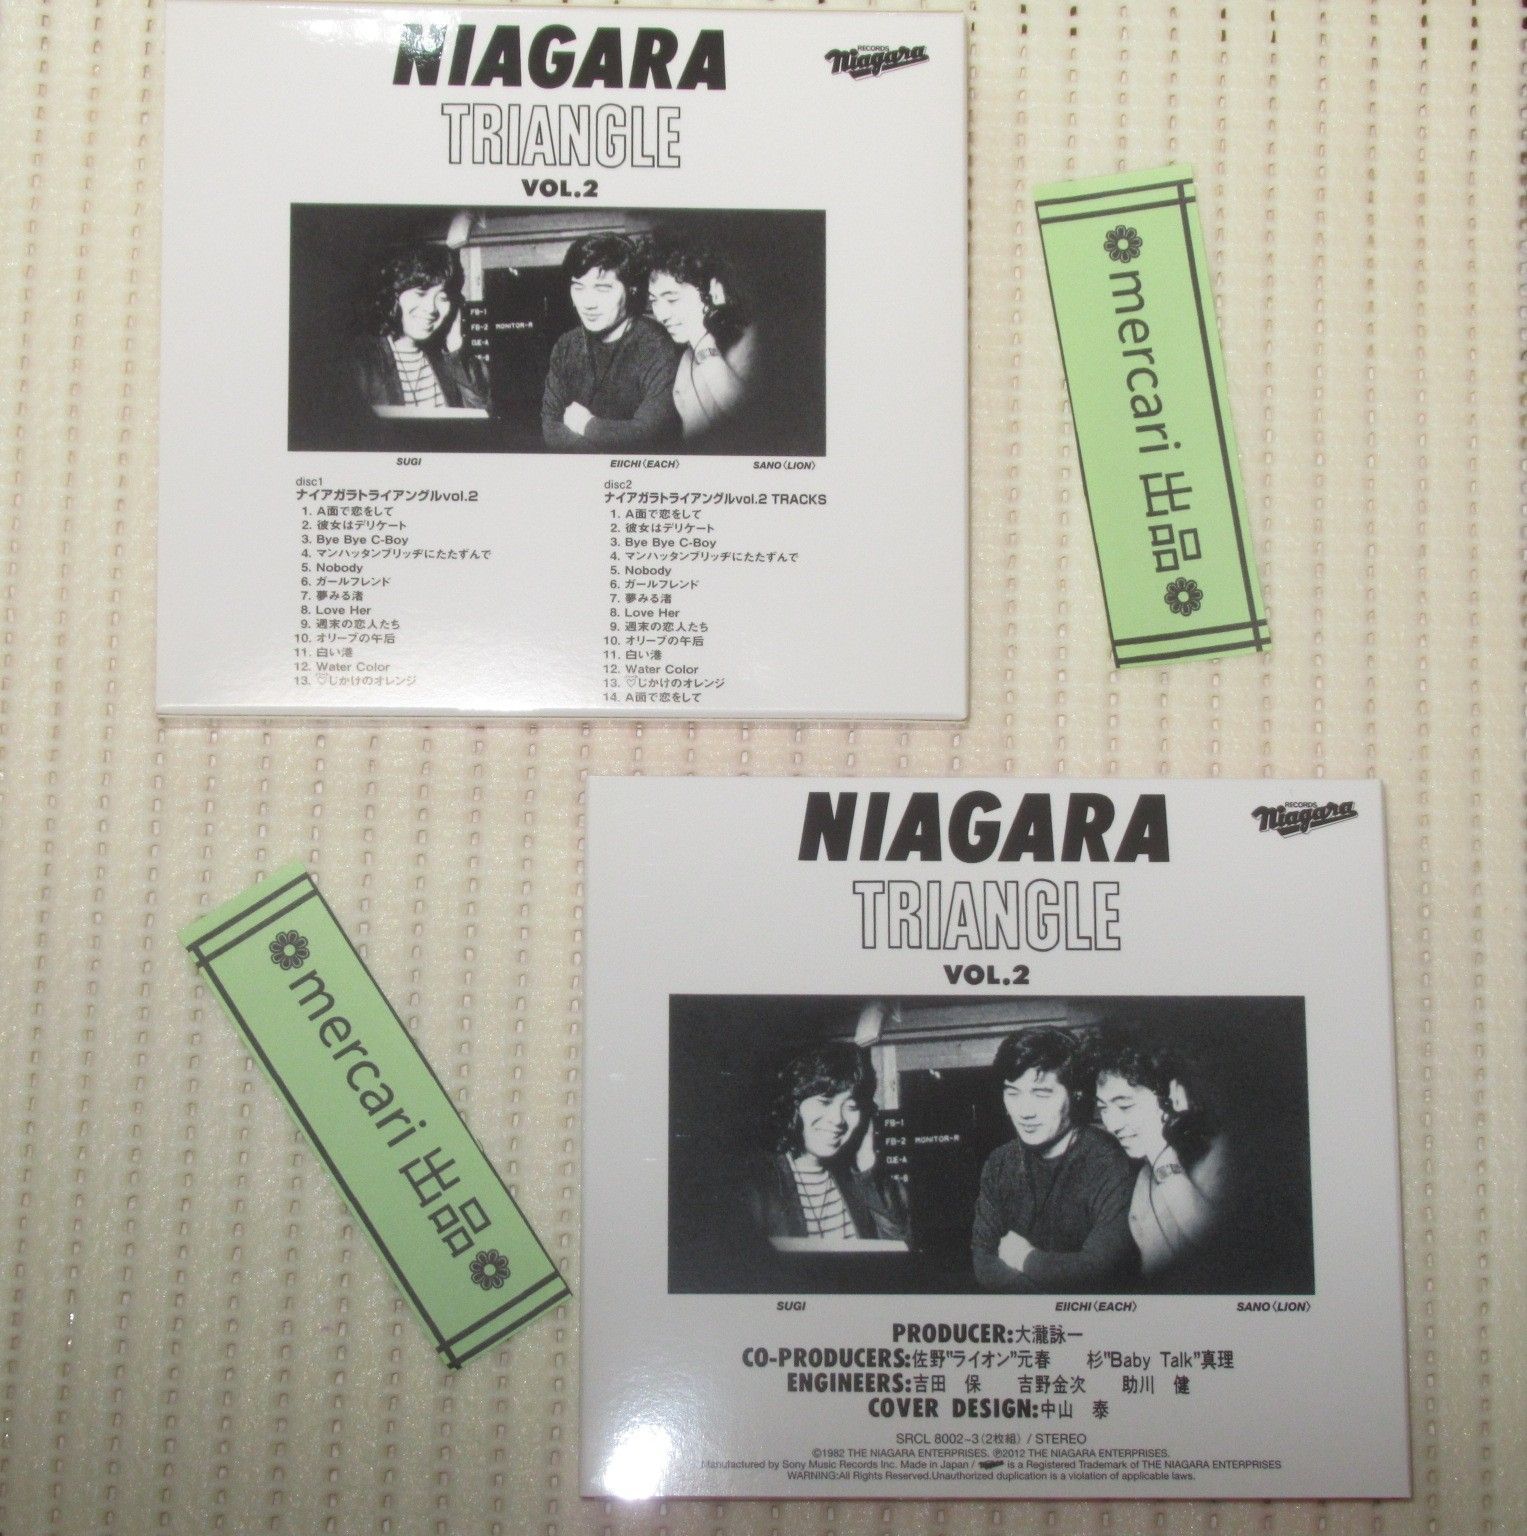 NIAGARA
TRIANGLE
VOL.2
RECORDS
Niagara
FB-1
FB-2 MONITOR-R
CUE-A
SUGI
EIICHI〈EACH〉
SANO〈LION〉
disc1
ナイアガラトライアングルvol.2
1. A面で恋をして
2. 彼女はデリケート
3. Bye Bye C-Boy
4. マンハッタンブリッヂにたたずんで
5. Nobody
6. ガールフレンド
7. 夢みる渚
8. Love Her
9. 週末の恋人たち
10. オリーブの午后
11. 白い港
12. Water Color
13. ♡じかけのオレンジ
disc2
ナイアガラトライアングルvol.2 TRACKS
1. A面で恋をして
2. 彼女はデリケート
3. Bye Bye C-Boy
4. マンハッタンブリッヂにたたずんで
5. Nobody
6. ガールフレンド
7. 夢みる渚
8. Love Her
9. 週末の恋人たち
10. オリーブの午后
11. 白い港
12. Water Color
13. ♡じかけのオレンジ
14. A面で恋をして
mercari 出品
mercari 出品
NIAGARA
TRIANGLE
VOL.2
RECORDS
Niagara
FB-1
FB-2 MONITOR-R
CUE-A
SUGI
EIICHI〈EACH〉
SANO〈LION〉
PRODUCER:大瀧詠一
CO-PRODUCERS:佐野"ライオン"元春 杉"Baby Talk"真理
ENGINEERS:吉田 保 吉野金次 助川 健
COVER DESIGN:中山 泰
SRCL 8002~3(2枚組) / STEREO
©1982 THE NIAGARA ENTERPRISES. ℗2012 THE NIAGARA ENTERPRISES.
Manufactured by Sony Music Records Inc. Made in Japan / Niagara is a Registered Trademark of THE NIAGARA ENTERPRISES
WARNING:All Rights Reserved.Unauthorized duplication is a violation of applicable laws.